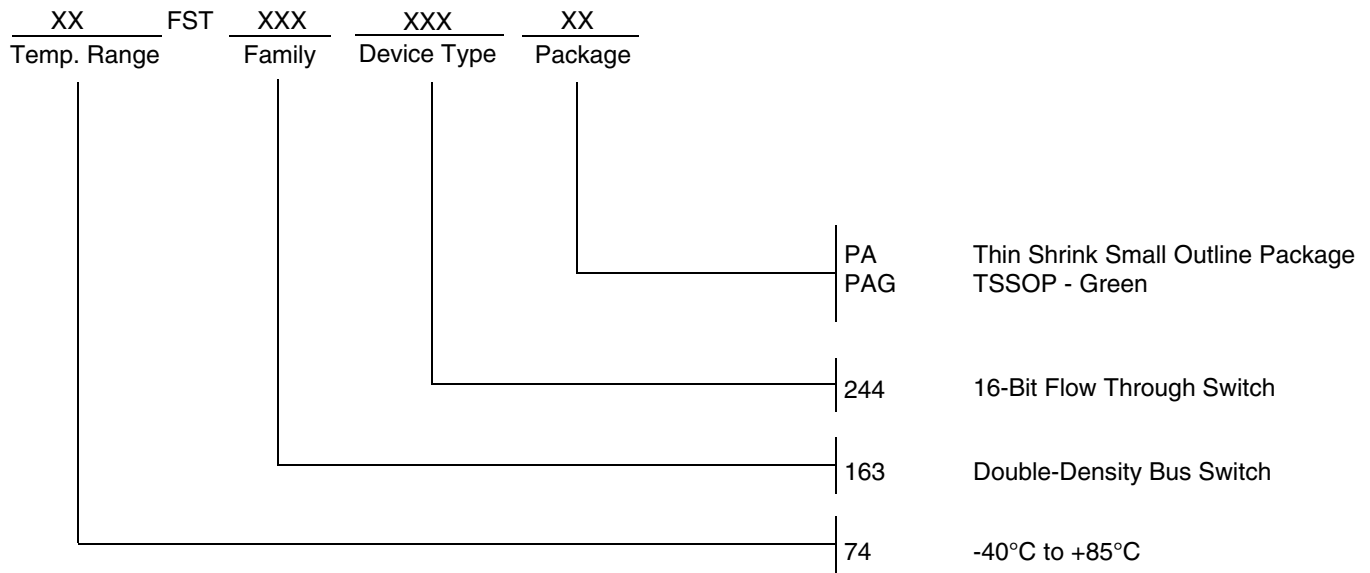 XX FST XXX XXX XX
Temp. Range Family Device Type Package
PA Thin Shrink Small Outline Package
PAG TSSOP - Green
244 16-Bit Flow Through Switch
163 Double-Density Bus Switch
74 -40°C to +85°C